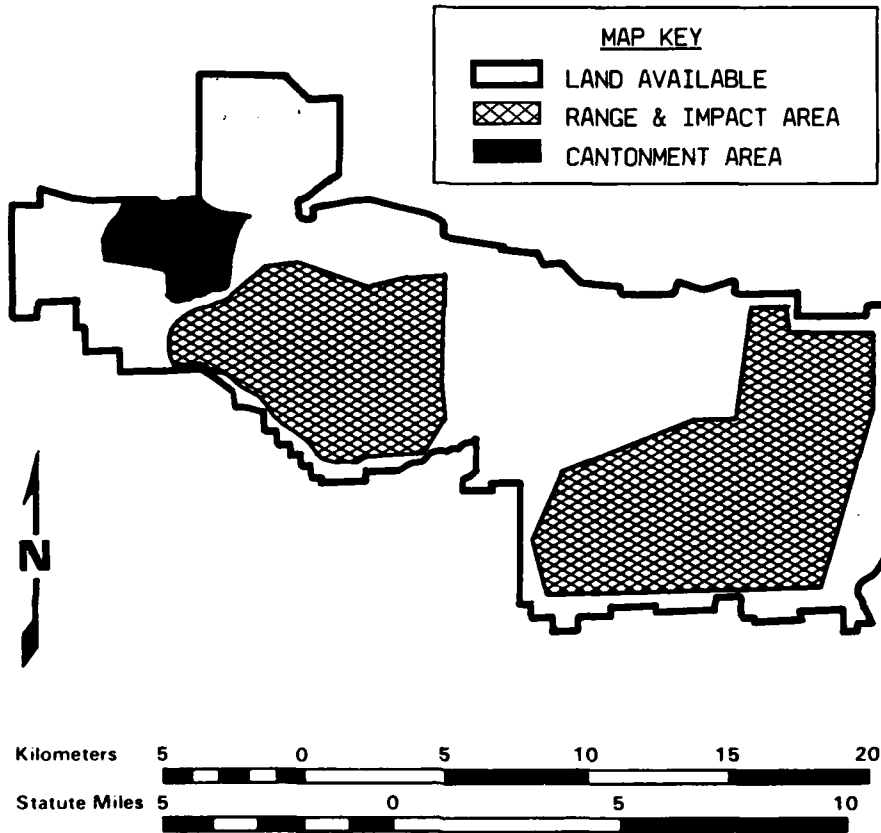 MAP KEY
LAND AVAILABLE
RANGE & IMPACT AREA
CANTONMENT AREA
N
Kilometers 5 0 5 10 15 20
Statute Miles 5 0 5 10